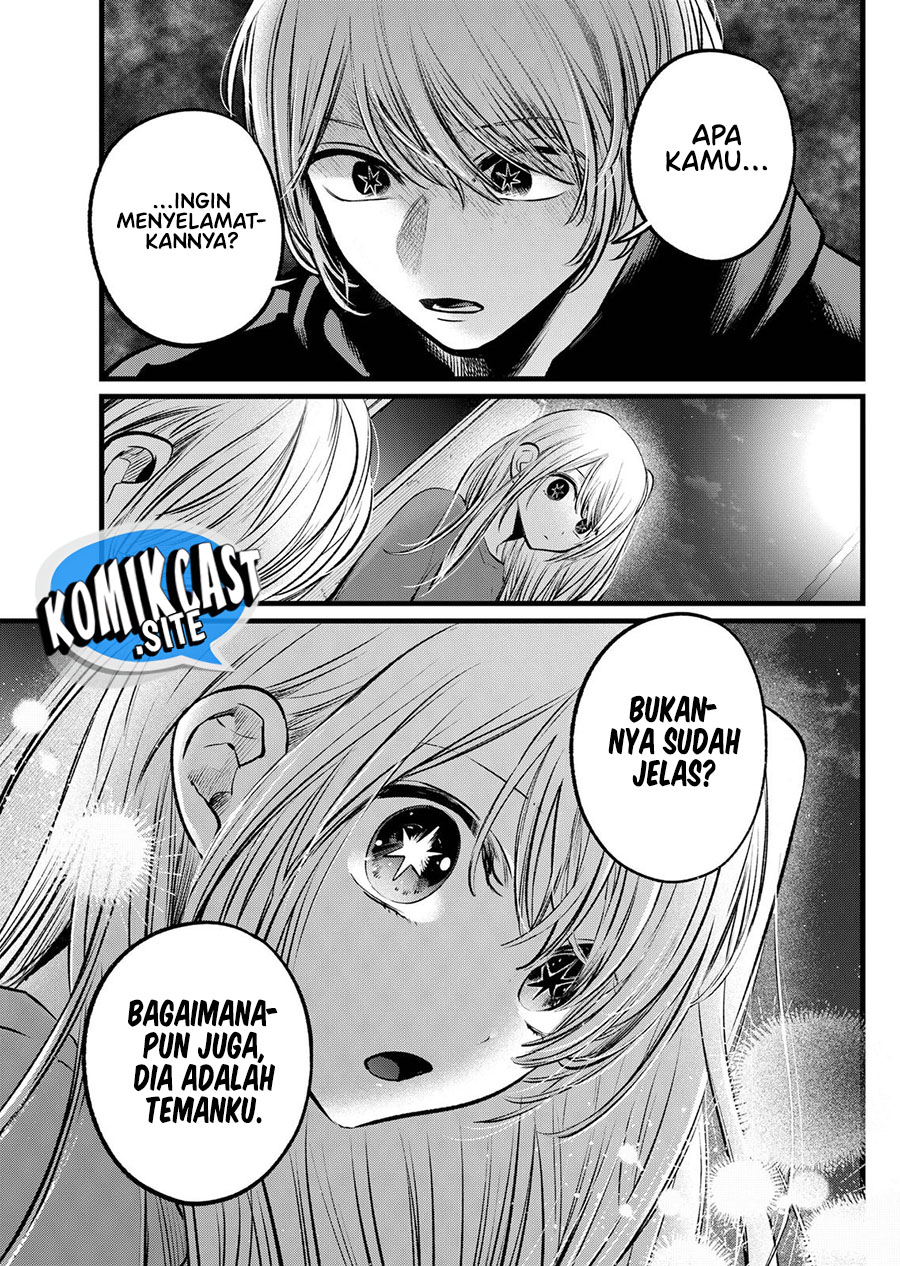 APA
KAMU...
...INGIN
MENYELAMAT-
KANNYA?
KOMIKCAST
.SITE
BUKAN-
NYA SUDAH
JELAS?
BAGAIMANA-
PUN JUGA,
DIA ADALAH
TEMANKU.